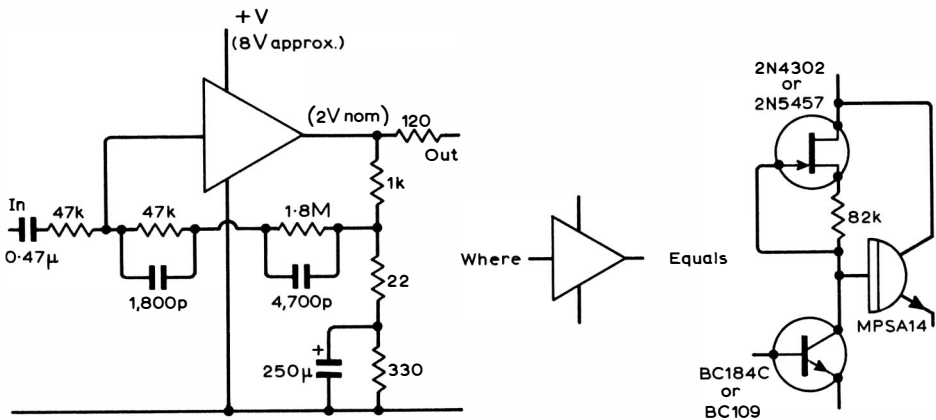 +V
(8V approx.)
(2V nom)
120
Out
1k
In
47k
47k
1·8M
0·47μ
1,800p
4,700p
22
250μ
+
330
Where
Equals
2N4302
or
2N5457
82k
MPSA14
BC184C
or
BC109